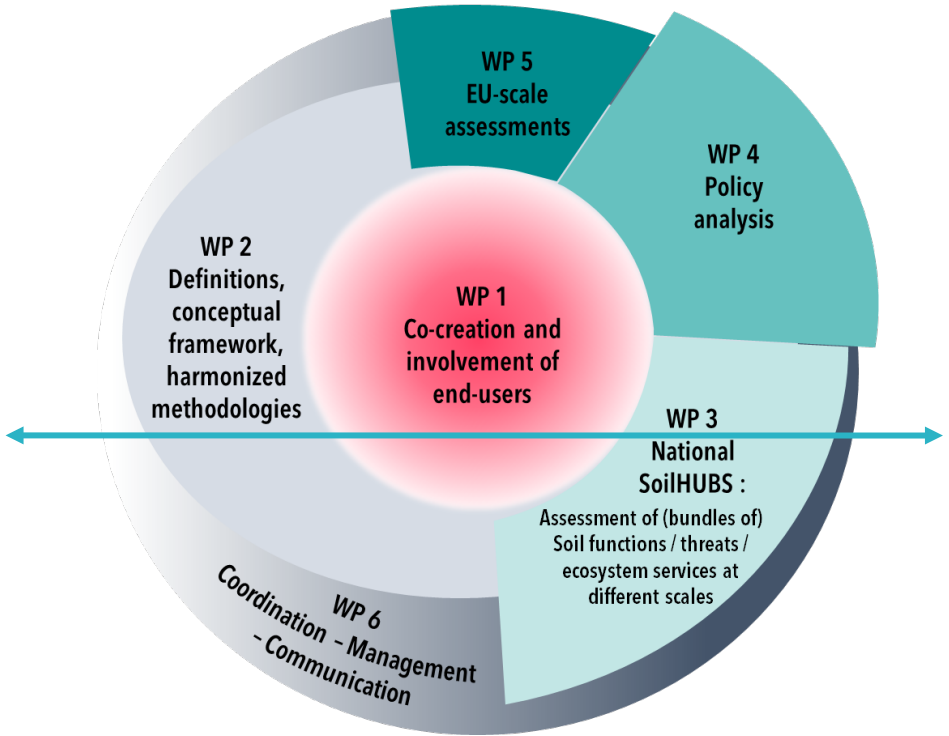 WP 5
EU-scale
assessments
WP 4
Policy
analysis
WP 2
Definitions,
conceptual
framework,
harmonized
methodologies
WP 1
Co-creation and
involvement of
end-users
WP 3
National
SoilHUBS :
Assessment of (bundles of)
Soil functions / threats /
ecosystem services at
different scales
WP 6
Coordination – Management
– Communication